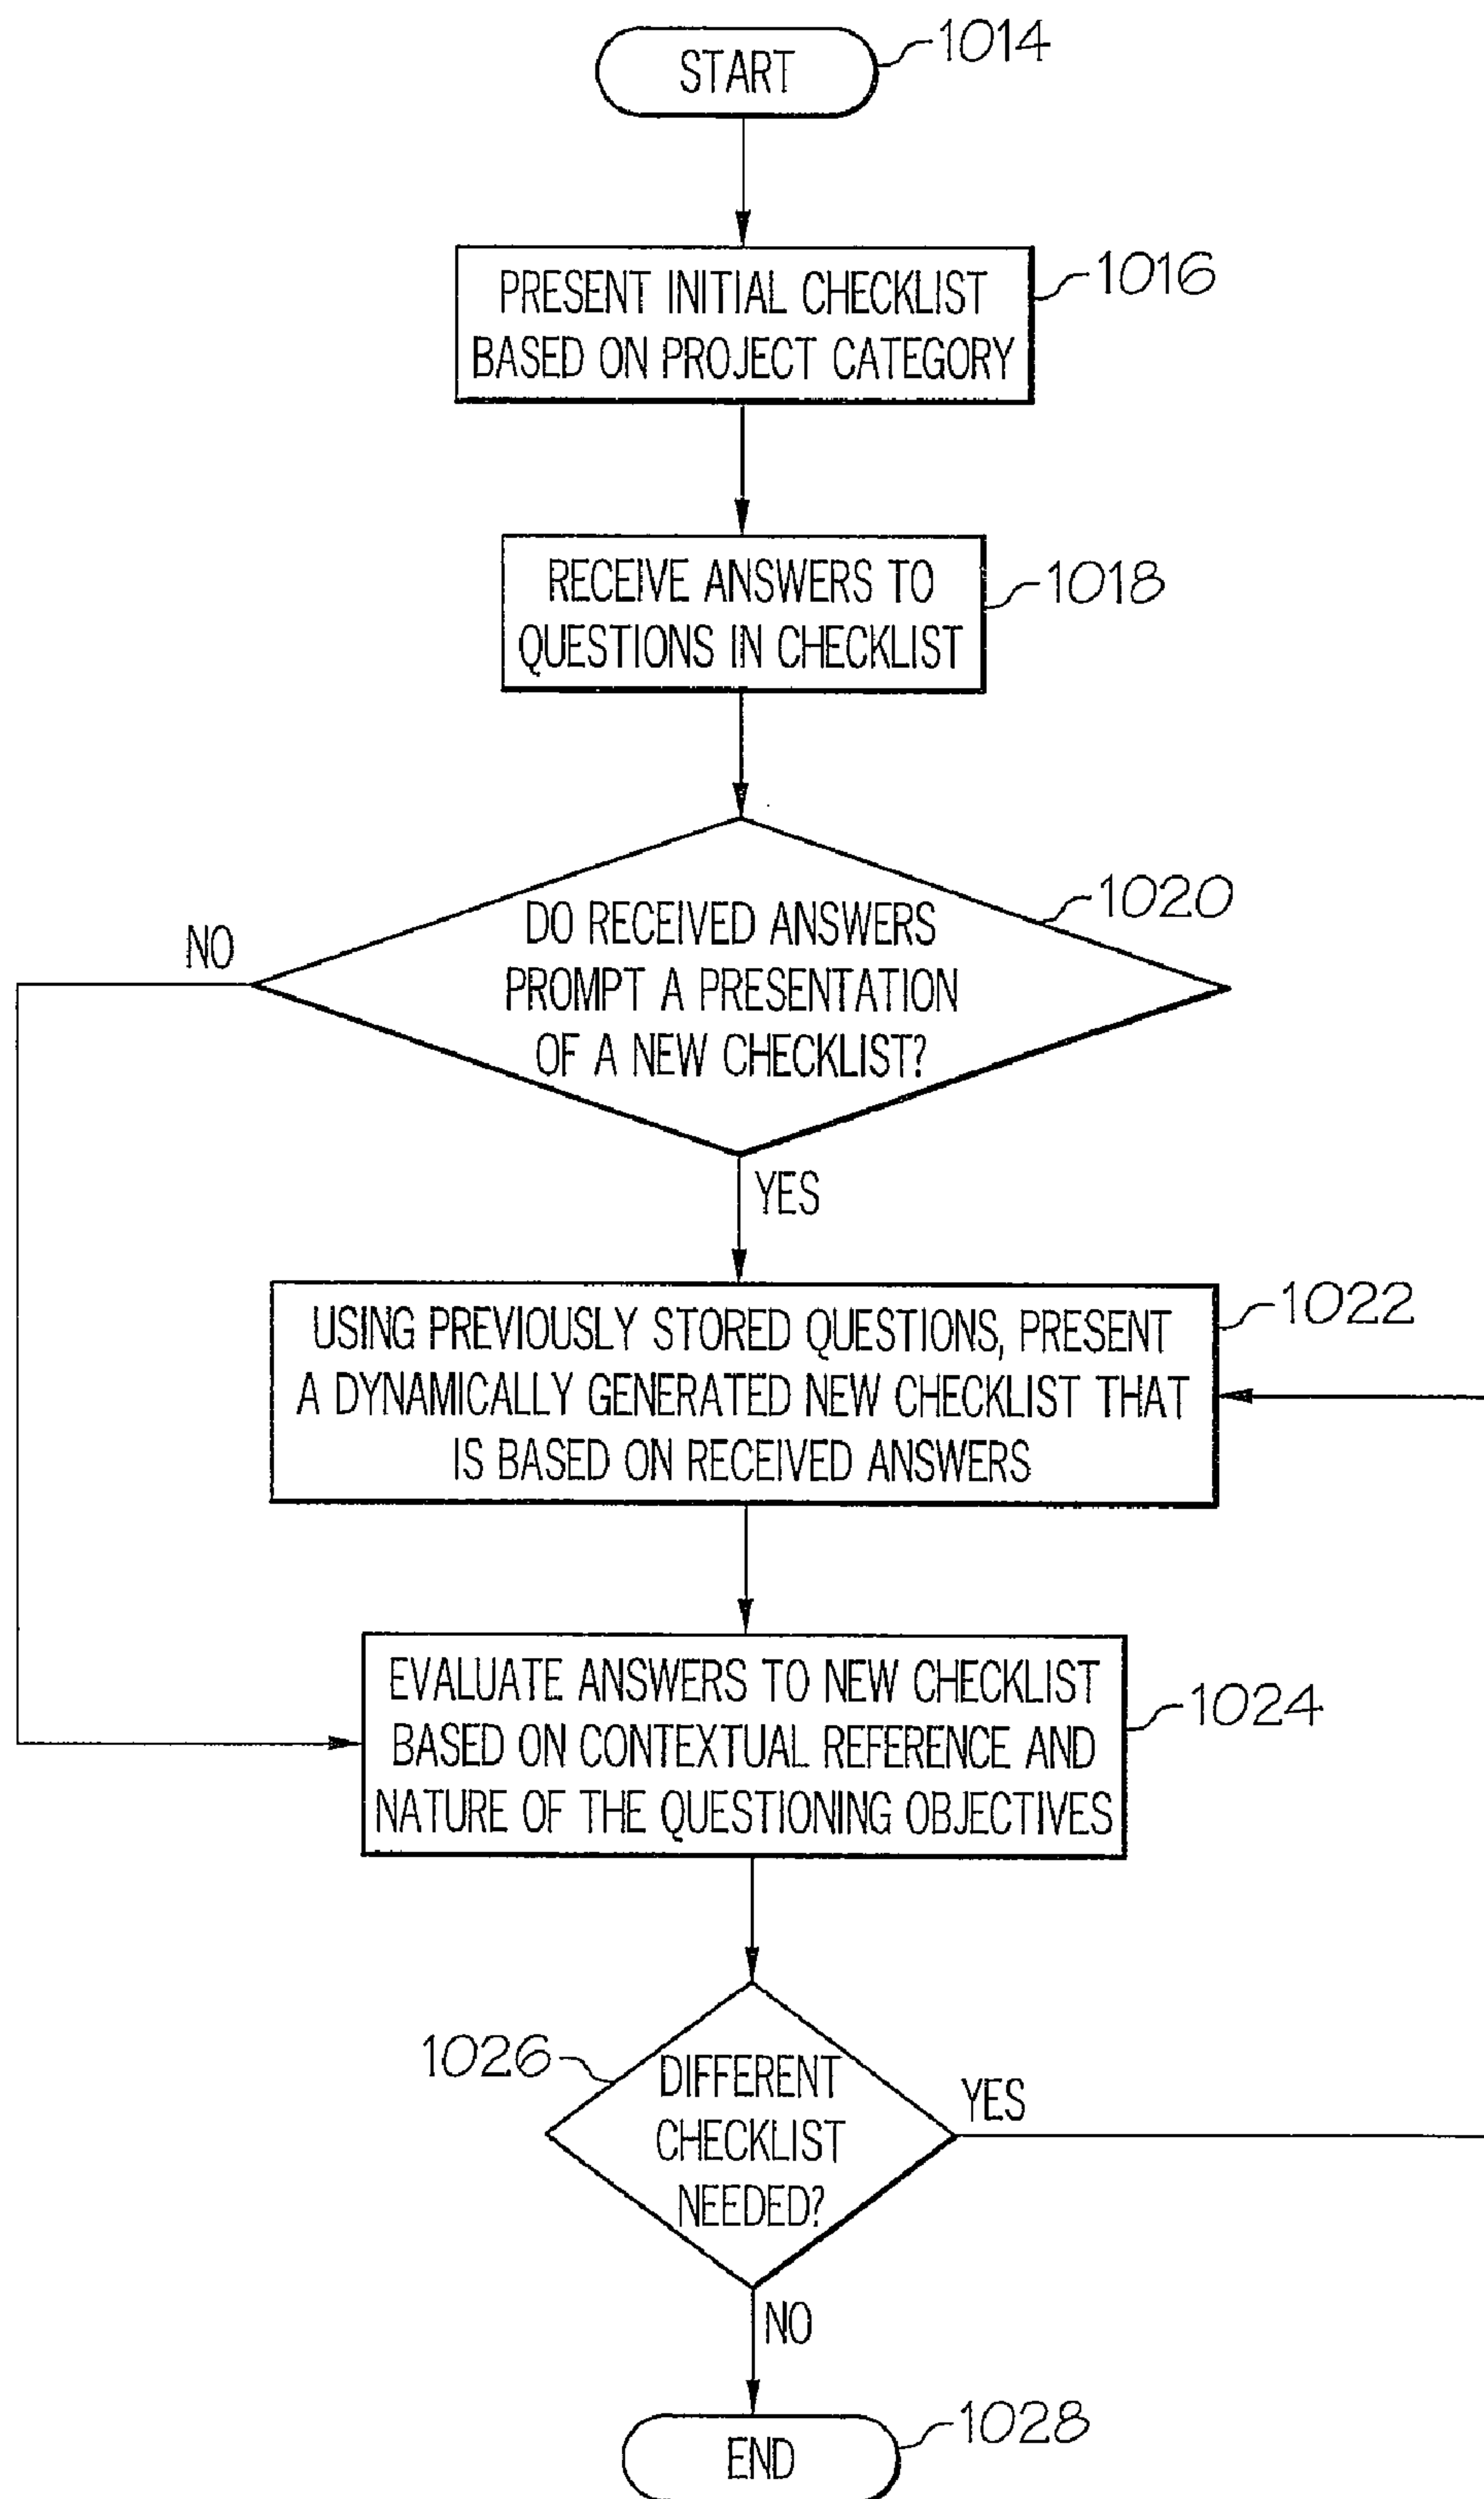 START
1014
PRESENT INITIAL CHECKLIST
BASED ON PROJECT CATEGORY
1016
RECEIVE ANSWERS TO
QUESTIONS IN CHECKLIST
1018
DO RECEIVED ANSWERS
PROMPT A PRESENTATION
OF A NEW CHECKLIST?
1020
NO
YES
USING PREVIOUSLY STORED QUESTIONS, PRESENT
A DYNAMICALLY GENERATED NEW CHECKLIST THAT
IS BASED ON RECEIVED ANSWERS
1022
EVALUATE ANSWERS TO NEW CHECKLIST
BASED ON CONTEXTUAL REFERENCE AND
NATURE OF THE QUESTIONING OBJECTIVES
1024
1026
DIFFERENT
CHECKLIST
NEEDED?
YES
NO
END
1028